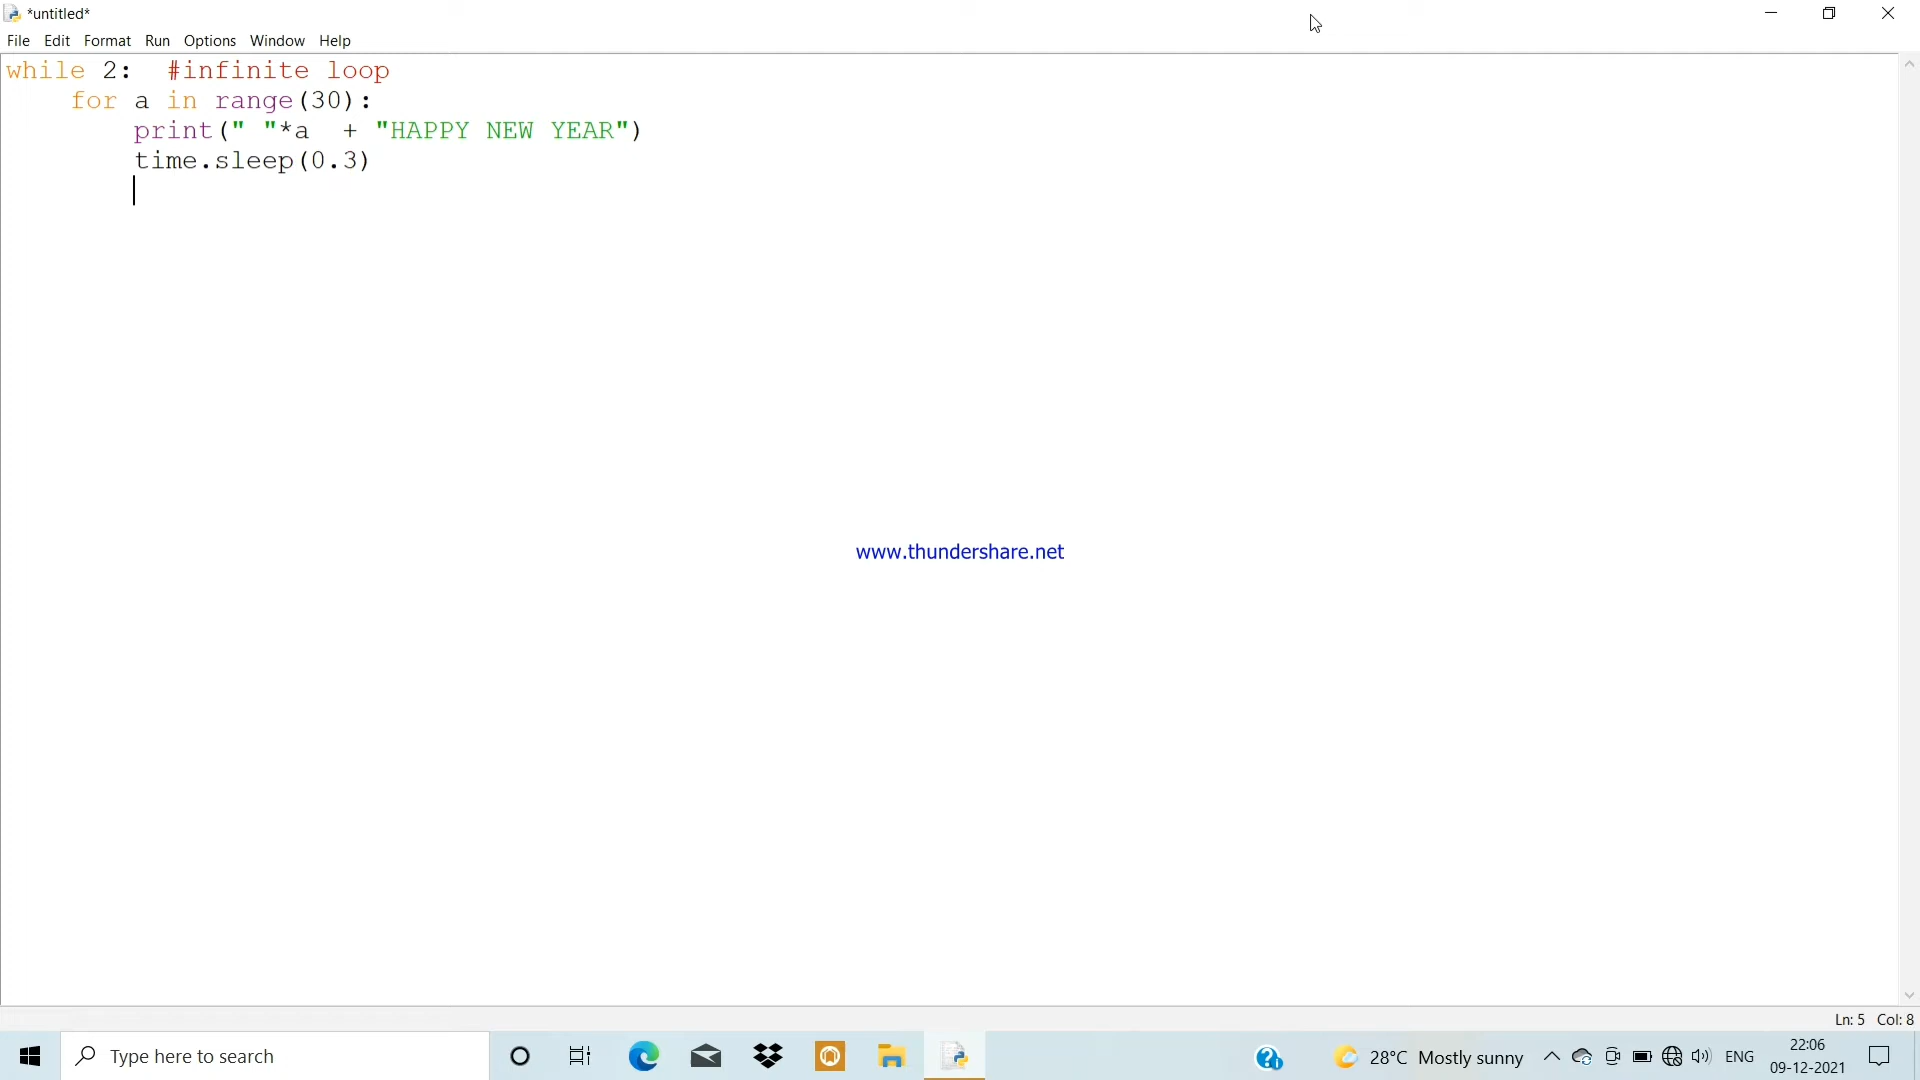 *untitled*
File Edit Format Run Options Window Help
while 2:  #infinite loop
    for a in range(30):
        print(" "*a  + "HAPPY NEW YEAR")
        time.sleep(0.3)
www.thundershare.net
Ln: 5 Col: 8
Type here to search
28°C Mostly sunny
ENG
22:06
09-12-2021